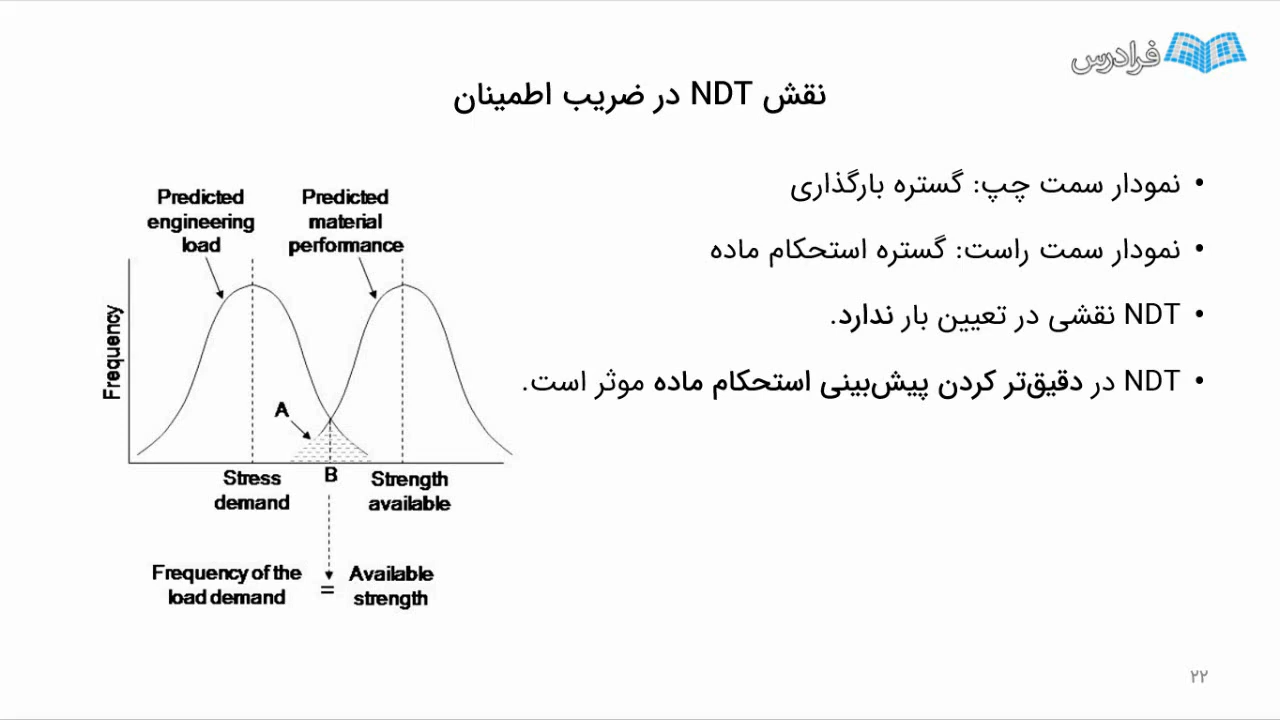 فرادرس
نقش NDT در ضریب اطمینان
• نمودار سمت چپ: گستره بارگذاری
• نمودار سمت راست: گستره استحکام ماده
• NDT نقشی در تعیین بار ندارد.
• NDT در دقیق‌تر کردن پیش‌بینی استحکام ماده موثر است.
Predicted
engineering
load
Predicted
material
performance
Frequency
A
B
Stress
demand
Strength
available
Frequency of the
load demand
=
Available
strength
۲۲